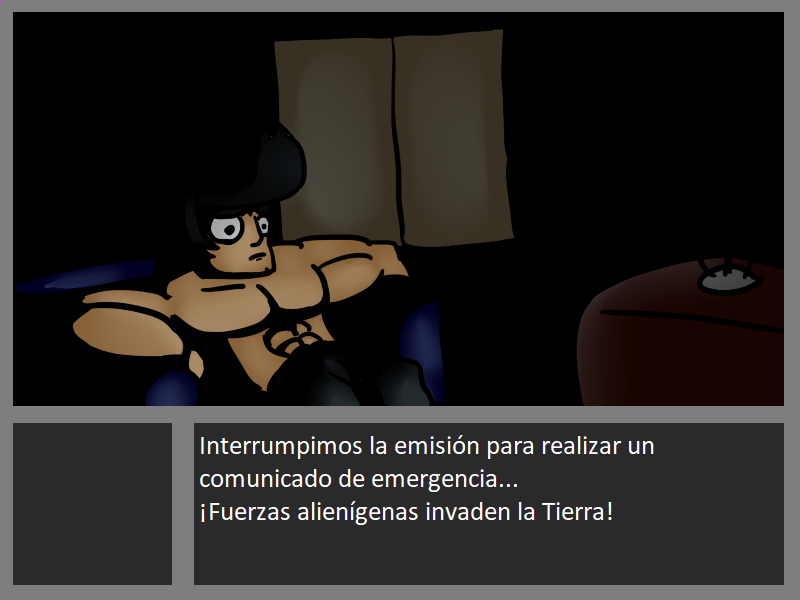 Interrumpimos la emisión para realizar un
comunicado de emergencia...
¡Fuerzas alienígenas invaden la Tierra!